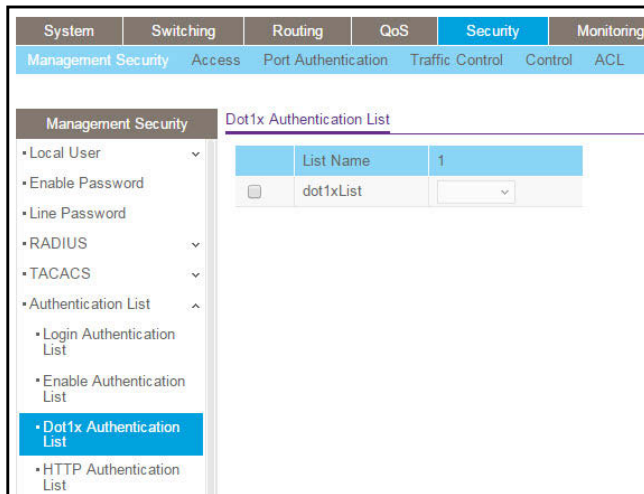 System Switching Routing QoS Security Monitoring
Management Security Access Port Authentication Traffic Control Control ACL
Management Security
Local User
Enable Password
Line Password
RADIUS
TACACS
Authentication List
Login Authentication
List
Enable Authentication
List
Dot1x Authentication
List
HTTP Authentication
List
Dot1x Authentication List
List Name 1
dot1xList